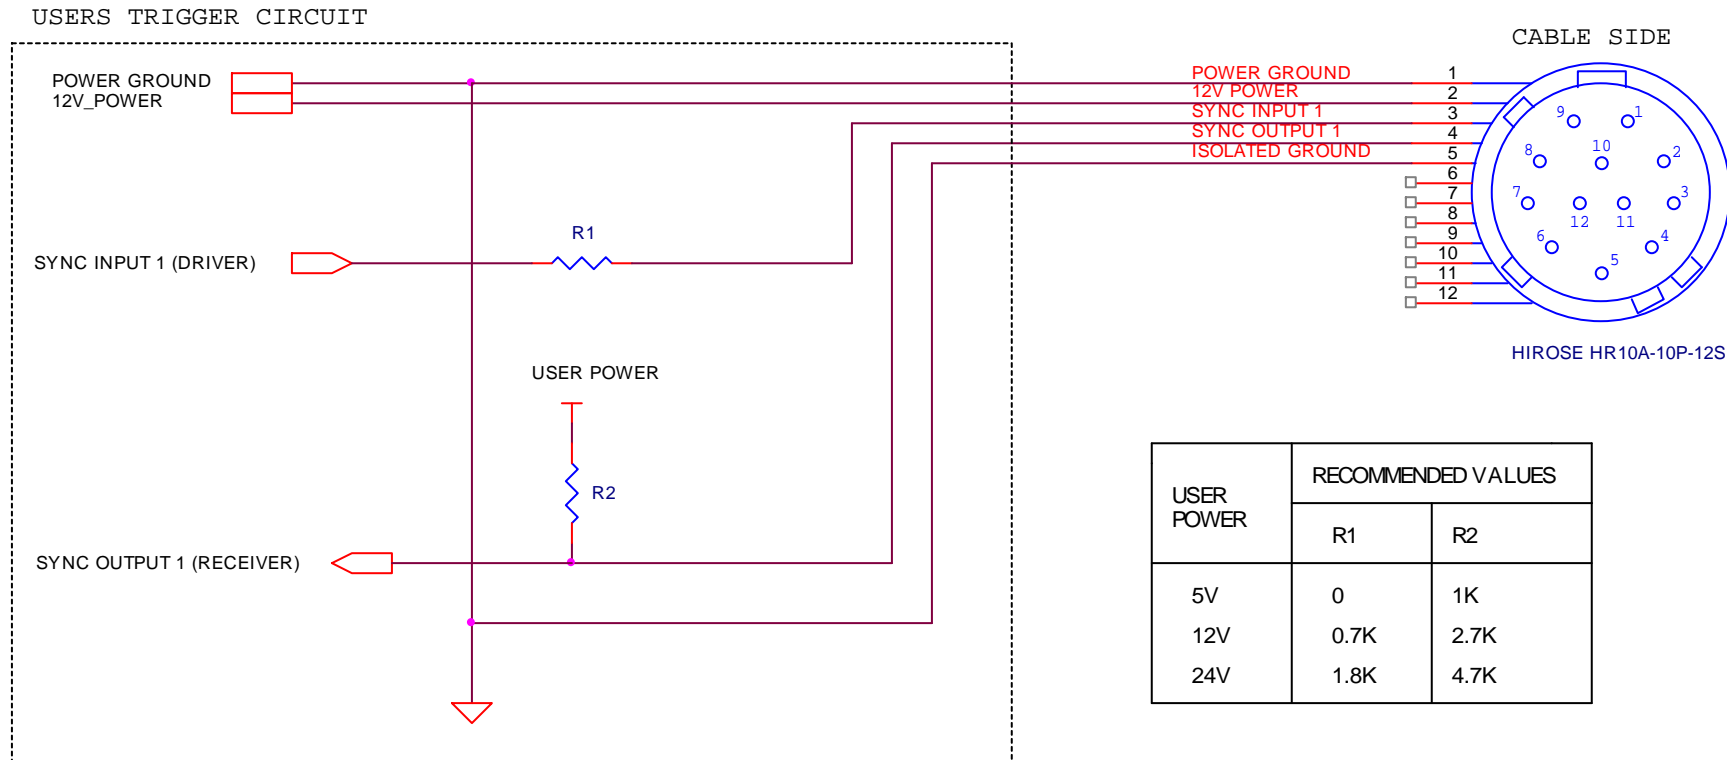 USERS TRIGGER CIRCUIT
CABLE SIDE
POWER GROUND
12V_POWER
POWER GROUND 1
12V POWER 2
SYNC INPUT 1 3
SYNC OUTPUT 1 4
ISOLATED GROUND 5
6
7
8
9
10
11
12
9 1
8 10 2
7 12 11 3
6 4
5
HIROSE HR10A-10P-12S
R1
SYNC INPUT 1 (DRIVER)
USER POWER
R2
SYNC OUTPUT 1 (RECEIVER)
USER POWER
RECOMMENDED VALUES
R1 R2
5V 0 1K
12V 0.7K 2.7K
24V 1.8K 4.7K